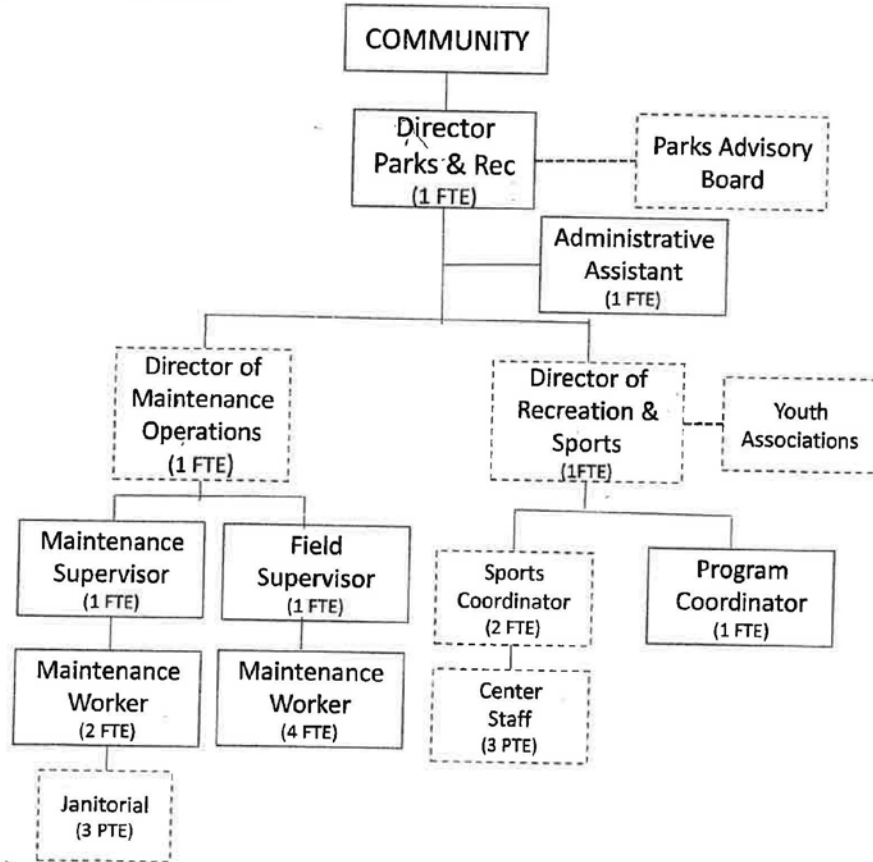 COMMUNITY
Director
Parks & Rec
(1 FTE)
Parks Advisory
Board
Administrative
Assistant
(1 FTE)
Director of
Maintenance
Operations
(1 FTE)
Director of
Recreation &
Sports
(1FTE)
Youth
Associations
Maintenance
Supervisor
(1 FTE)
Field
Supervisor
(1 FTE)
Sports
Coordinator
(2 FTE)
Program
Coordinator
(1 FTE)
Maintenance
Worker
(2 FTE)
Maintenance
Worker
(4 FTE)
Center
Staff
(3 PTE)
Janitorial
(3 PTE)